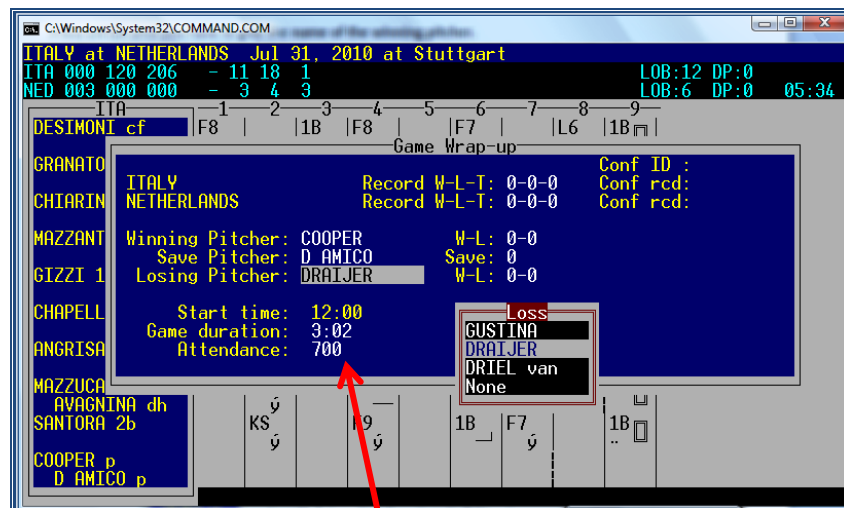 C:\Windows\System32\COMMAND.COM
name of the winning pitcher.
ITALY at NETHERLANDS Jul 31, 2010 at Stuttgart
ITA 000 120 206 - 11 18 1 LOB:12 DP:0
NED 003 000 000 - 3 4 3 LOB:6 DP:0 05:34
ITA 1 2 3 4 5 6 7 8 9
DESIMONI cf F8 1B F8 F7 L6 1B
Game Wrap-up
GRANATO Conf ID :
ITALY Record W-L-T: 0-0-0 Conf rcd:
CHIARIN NETHERLANDS Record W-L-T: 0-0-0 Conf rcd:
MAZZANT Winning Pitcher: COOPER W-L: 0-0
Save Pitcher: D AMICO Save: 0
GIZZI 1 Losing Pitcher: DRAIJER W-L: 0-0
CHAPELL Start time: 12:00 Loss
Game duration: 3:02 GUSTINA
ANGRISA Attendance: 700 DRAIJER
DRIEL van
MAZZUCA None
AVAGNINA dh ý
SANTORA 2b KS F9 1B F7 1B
ý ý ý ..
COOPER p
D AMICO p